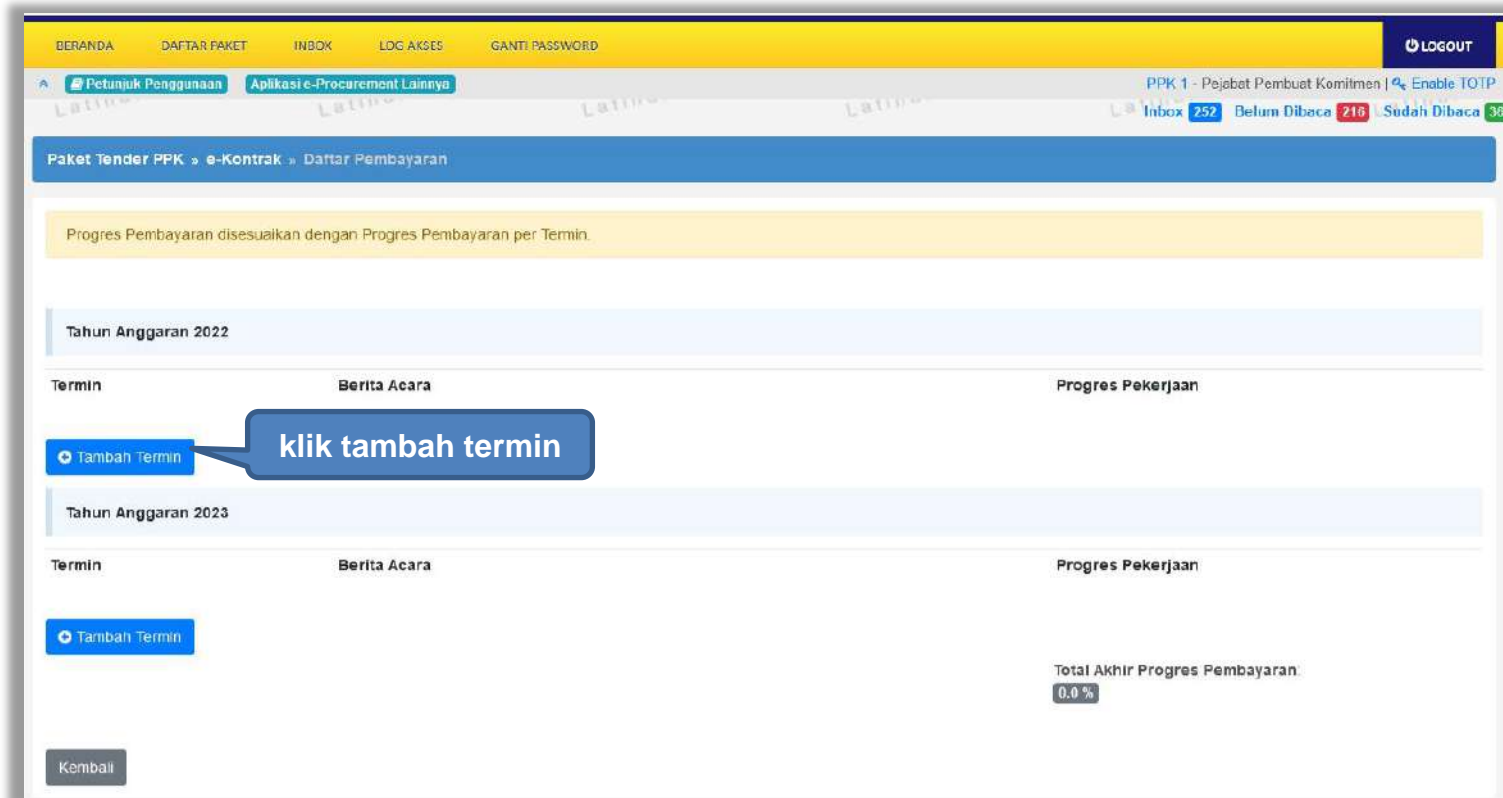 BERANDA DAFTAR PAKET INBOX LOG AKSES GANTI PASSWORD LOGOUT
Petunjuk Penggunaan Aplikasi e-Procurement Lainnya PPK 1 - Pejabat Pembuat Komitmen | Enable TOTP
Inbox 252 Belum Dibaca 216 Sudah Dibaca 36
Paket Tender PPK » e-Kontrak » Daftar Pembayaran
Progres Pembayaran disesuaikan dengan Progres Pembayaran per Termin.
Tahun Anggaran 2022
Termin Berita Acara Progres Pekerjaan
Tambah Termin klik tambah termin
Tahun Anggaran 2023
Termin Berita Acara Progres Pekerjaan
Tambah Termin
Total Akhir Progres Pembayaran:
0.0 %
Kembali